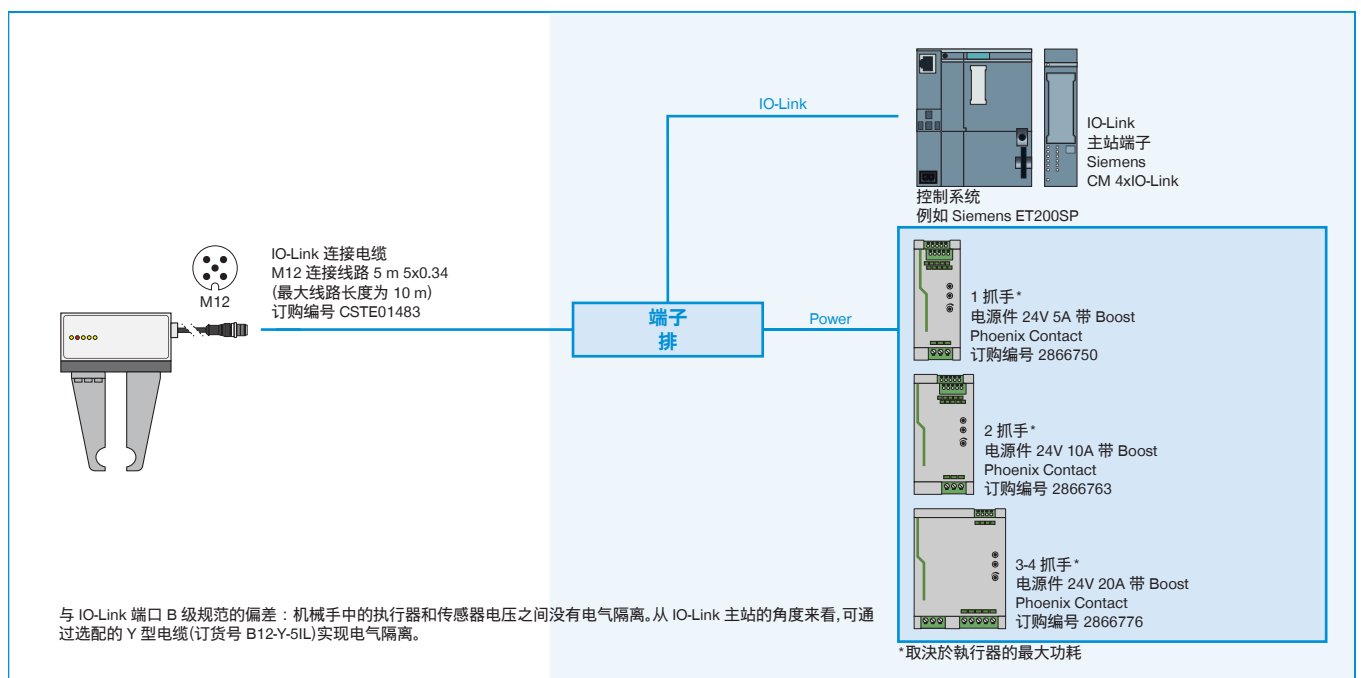 IO-Link
IO-Link
主站端子
Siemens
CM 4xIO-Link
控制系统
例如 Siemens ET200SP
IO-Link 连接电缆
M12 连接线路 5 m 5x0.34
(最大线路长度为 10 m)
订购编号 CSTE01483
M12
端子
排
Power
1 抓手*
电源件 24V 5A 带 Boost
Phoenix Contact
订购编号 2866750
2 抓手*
电源件 24V 10A 带 Boost
Phoenix Contact
订购编号 2866763
3-4 抓手*
电源件 24V 20A 带 Boost
Phoenix Contact
订购编号 2866776
与 IO-Link 端口 B 级规范的偏差：机械手中的执行器和传感器电压之间没有电气隔离。从 IO-Link 主站的角度来看,可通
过选配的 Y 型电缆(订货号 B12-Y-5IL)实现电气隔离。
*取決於執行器的最大功耗